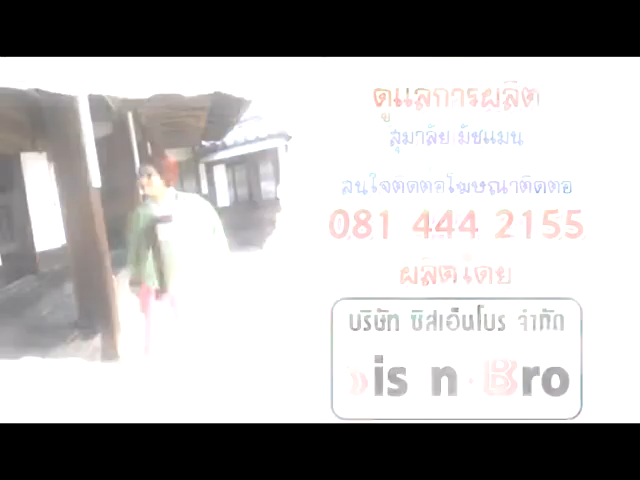 ดูแลการผลิต
สุมาลัย มัชแมน
สนใจติดต่อโฆษณาติดต่อ
081 444 2155
ผลิตโดย
บริษัท ซิสเอ็นโบร จำกัด
sis n Bro